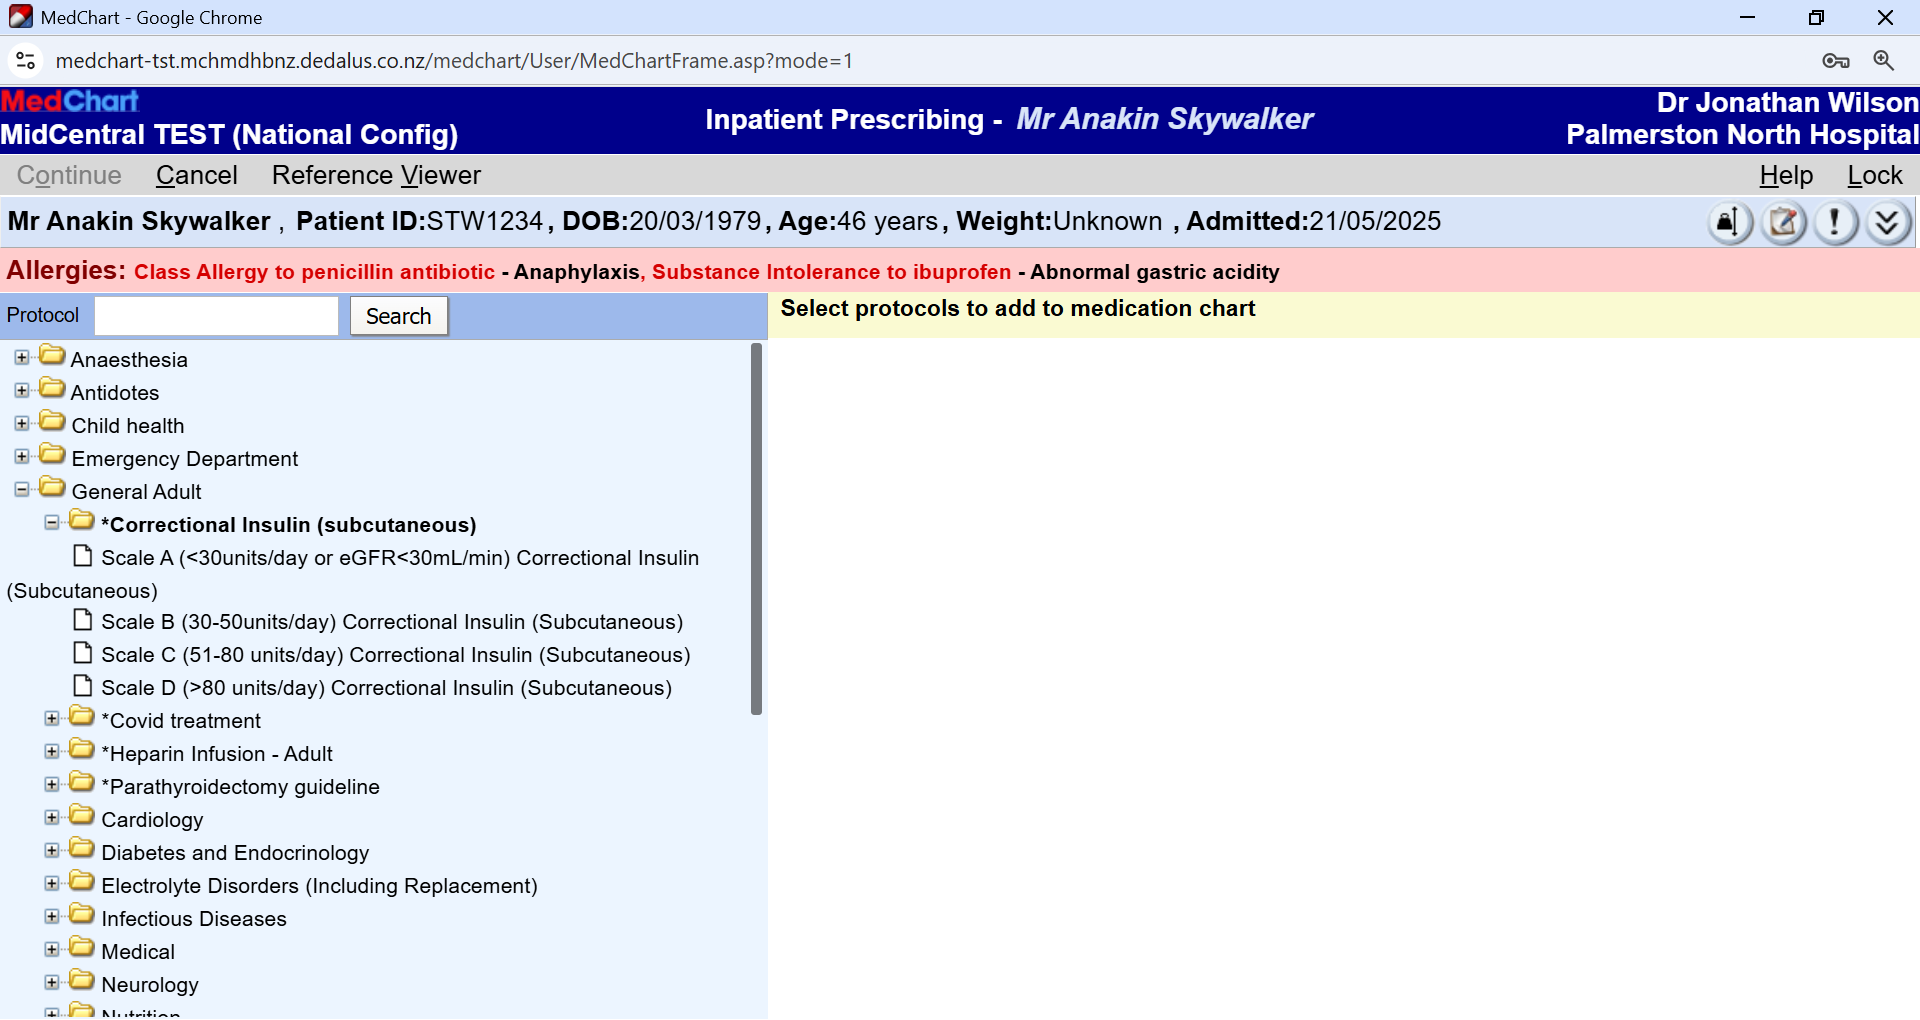 MedChart - Google Chrome
medchart-tst.mchmdhbnz.dedalus.co.nz/medchart/User/MedChartFrame.asp?mode=1
MedChart
MidCentral TEST (National Config)
Inpatient Prescribing - Mr Anakin Skywalker
Dr Jonathan Wilson
Palmerston North Hospital
Continue Cancel Reference Viewer Help Lock
Mr Anakin Skywalker , Patient ID:STW1234, DOB:20/03/1979, Age:46 years, Weight:Unknown , Admitted:21/05/2025
Allergies: Class Allergy to penicillin antibiotic - Anaphylaxis, Substance Intolerance to ibuprofen - Abnormal gastric acidity
Protocol Search
Select protocols to add to medication chart
Anaesthesia
Antidotes
Child health
Emergency Department
General Adult
*Correctional Insulin (subcutaneous)
Scale A (<30units/day or eGFR<30mL/min) Correctional Insulin
(Subcutaneous)
Scale B (30-50units/day) Correctional Insulin (Subcutaneous)
Scale C (51-80 units/day) Correctional Insulin (Subcutaneous)
Scale D (>80 units/day) Correctional Insulin (Subcutaneous)
*Covid treatment
*Heparin Infusion - Adult
*Parathyroidectomy guideline
Cardiology
Diabetes and Endocrinology
Electrolyte Disorders (Including Replacement)
Infectious Diseases
Medical
Neurology
Nutrition